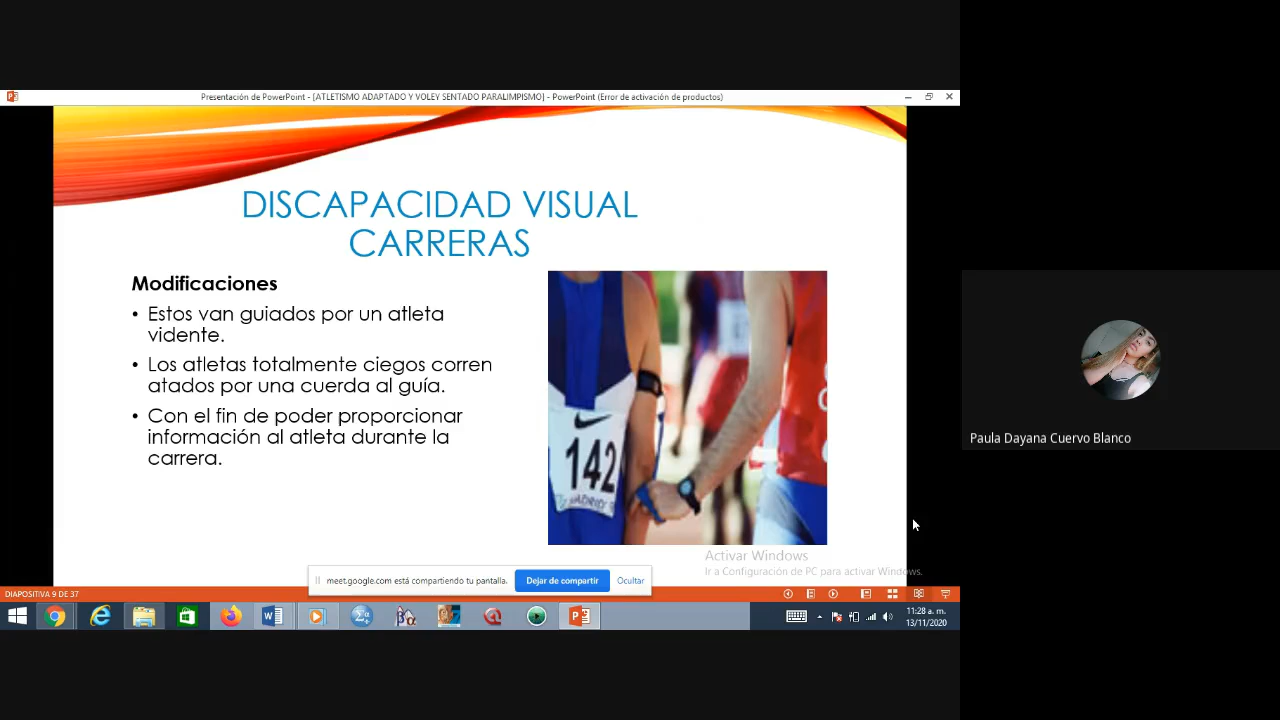 Presentación de PowerPoint - [ATLETISMO ADAPTADO Y VOLEY SENTADO PARALIMPISMO] - PowerPoint (Error de activación de productos)
DISCAPACIDAD VISUAL
CARRERAS
Modificaciones
• Estos van guiados por un atleta
vidente.
• Los atletas totalmente ciegos corren
atados por una cuerda al guía.
• Con el fin de poder proporcionar
información al atleta durante la
carrera.
142
MADRID
Paula Dayana Cuervo Blanco
Activar Windows
Ir a Configuración de PC para activar Windows.
meet.google.com está compartiendo tu pantalla.
Dejar de compartir
Ocultar
DIAPOSITIVA 9 DE 37
11:28 a. m.
13/11/2020